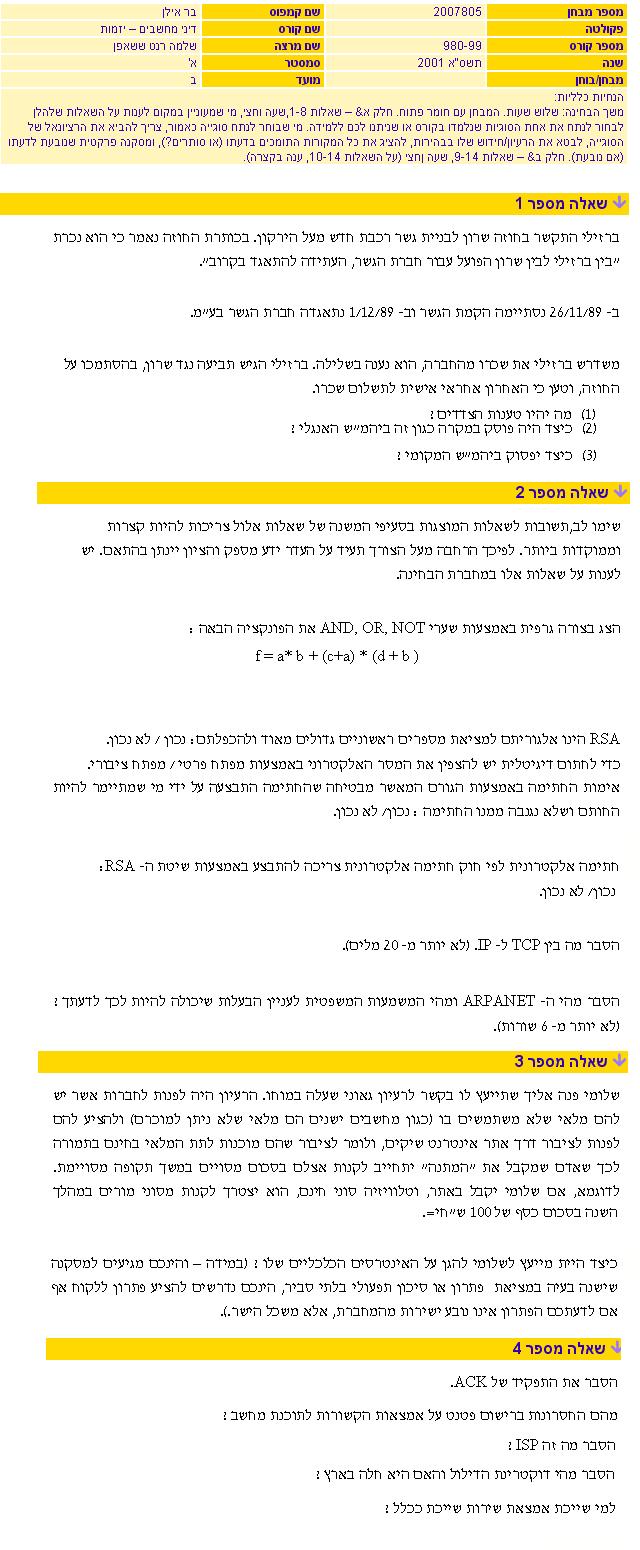 מספר מבחן 2007805 שם קמפוס בר אילן
פקולטה שם קורס דיני מחשבים – יזמות
מספר קורס 980-99 שם מרצה שלמה רנט ששאפן
שנה תשס"א 2001 סמסטר א'
מבחן/בוחן מועד ב
הנחיות כלליות:
משך הבחינה: שלוש שעות. המבחן עם חומר פתוח. חלק א& – שאלות 1-8,שעה וחצי, מי שמעוניין במקום לענות על השאלות שלהלן
לבחור לנתח את אחת הסוגיות שנלמדו בקורס או שניתנו לכם ללמידה. מי שבוחר לנתח סוגייה כאמור, צריך להביא את הרציונאל של
הסוגייה, לבטא את הרעיון/חידוש שלו בבהירות, להציג את כל המקורות התומכים בדעתו (או סותרים?), ומסקנה פרקטית שנובעת לדעתו
(אם נובעת). חלק ב& – שאלות 9-14, שעה וחצי (על השאלות 10-14, ענה בקצרה).
שאלה מספר 1
ברזילי התקשר בחוזה שרון לבניית גשר רכבת חדש מעל הירקון. בכותרת החוזה נאמר כי הוא נכרת
"בין ברזילי לבין שרון הפועל עבור חברת הגשר, העתידה להתאגד בקרוב".
ב- 26/11/89 נסתיימה הקמת הגשר וב- 1/12/89 נתאגדה חברת הגשר בע"מ.
משדרש ברזילי את שכרו מהחברה, הוא נענה בשלילה. ברזילי הגיש תביעה נגד שרון, בהסתמכו על
החוזה, וטען כי האחרון אחראי אישית לתשלום שכרו.
(1) מה יהיו טענות הצדדים ?
(2) כיצד היה פוסק במקרה כגון זה ביהמ"ש האנגלי ?
(3) כיצד יפסוק ביהמ"ש המקומי ?
שאלה מספר 2
שימו לב,תשובות לשאלות המוצגות בסעיפי המשנה של שאלות אלול צריכות להיות קצרות
וממוקדות ביותר. לפיכך הרחבה מעל הצורך תעיד על העדר ידע מספק והציון יינתן בהתאם. יש
לענות על שאלות אלו במחברת הבחינה.
הצג בצורה גרפית באמצעות שערי AND, OR, NOT את הפונקציה הבאה :
f = a* b + (c+a) * (d + b )
RSA הינו אלגוריתם למציאת מספרים ראשוניים גדולים מאוד ולהכפלתם: נכון / לא נכון.
כדי לחתום דיגיטלית יש להצפין את המסר האלקטרוני באמצעות מפתח פרטי / מפתח ציבורי.
אימות החתימה באמצעות הגורם המאשר מבטיחה שהחתימה התבצעה על ידי מי שמתיימר להיות
החותם ושלא נגנבה ממנו החתימה : נכון/ לא נכון.
חתימה אלקטרונית לפי חוק חתימה אלקטרונית צריכה להתבצע באמצעות שיטת ה- RSA:
נכון/ לא נכון.
הסבר מה בין TCP ל- IP. (לא יותר מ- 20 מלים).
הסבר מהי ה- ARPANET ומהי המשמעות המשפטית לעניין הבעלות שיכולה להיות לכך לדעתך ?
(לא יותר מ- 6 שורות).
שאלה מספר 3
שלומי פנה אליך שתייעץ לו בקשר לרעיון גאוני שעלה במוחו. הרעיון היה לפנות לחברות אשר יש
להם מלאי שלא משתמשים בו (כגון מחשבים ישנים הם מלאי שלא ניתן למוכרם) ולהציע להם
לפנות לציבור דרך אתר אינטרנט שיקים, ולומר לציבור שהם מוכנות לתת המלאי בחינם בתמורה
לכך שאדם שמקבל את "המתנה" יתחייב לקנות אצלם בסכום מסויים במשך תקופה מסויימת.
לדוגמא, אם שלומי יקבל באתר, וטלוויזיה סוני חינם, הוא יצטרך לקנות מסוני מורים במהלך
השנה בסכום כסף של 100 ש"חי=.
כיצד היית מייעץ לשלומי להגן על האינטרסים הכלכליים שלו ? (במידה – והינכם מגיעים למסקנה
שישנה בעיה במציאת פתרון או סיכון תפעולי בלתי סביר, הינכם נדרשים להציע פתרון ללקוח אף
אם לדעתכם הפתרון אינו נובע ישירות מהמחברת, אלא משכל הישר.).
שאלה מספר 4
הסבר את התפקיד של ACK.
מהם החסרונות ברישום פטנט על אמצאות הקשורות לתוכנת מחשב ?
הסבר מה זה ISP ?
הסבר מהי דוקטרינת הדילול והאם היא חלה בארץ ?
למי שייכת אמצאת שירות שייכת ככלל ?